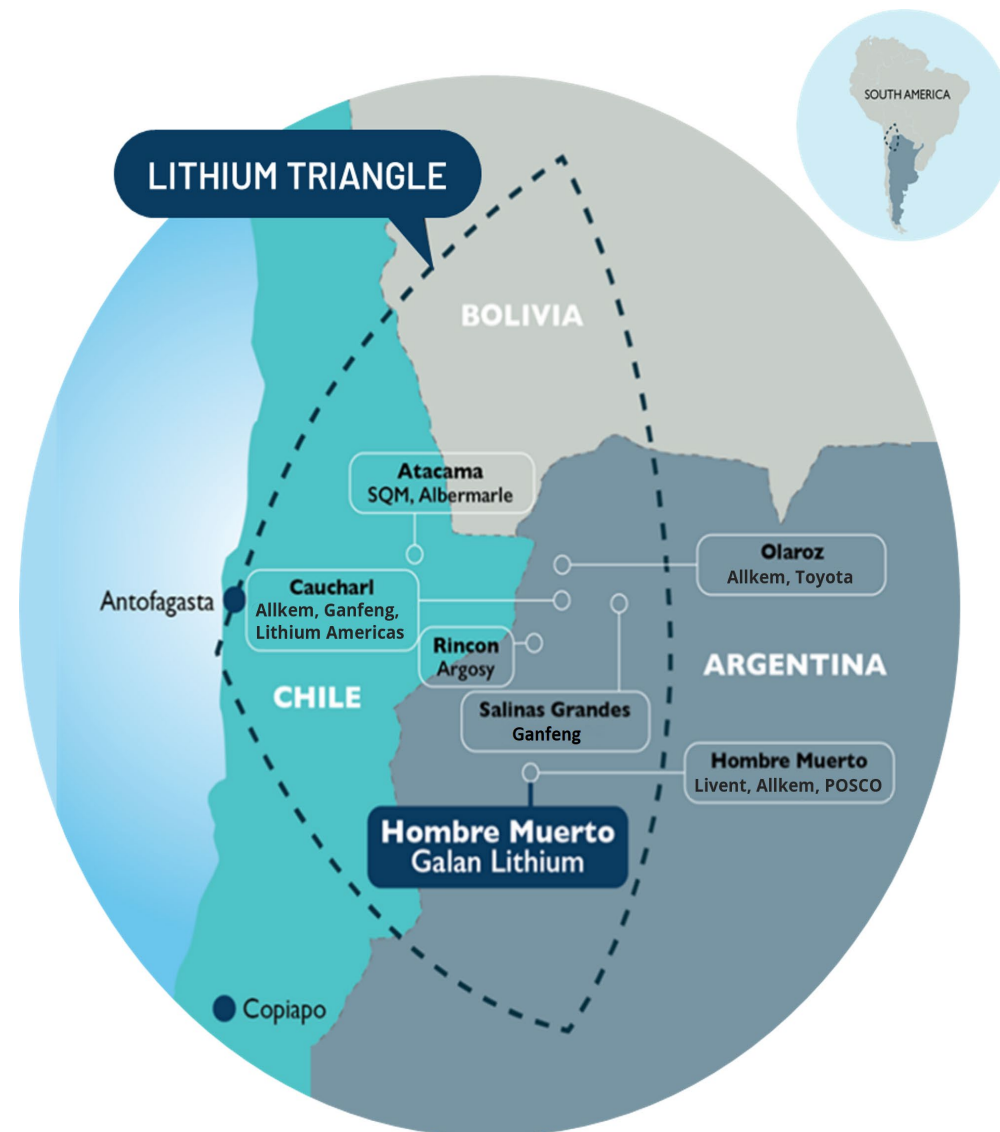 SOUTH AMERICA
LITHIUM TRIANGLE
BOLIVIA
Atacama
SQM, Albermarle
Olaroz
Allkem, Toyota
Antofagasta
Caucharl
Allkem, Ganfeng,
Lithium Americas
Rincon
Argosy
ARGENTINA
CHILE
Salinas Grandes
Ganfeng
Hombre Muerto
Livent, Allkem, POSCO
Hombre Muerto
Galan Lithium
Copiapo